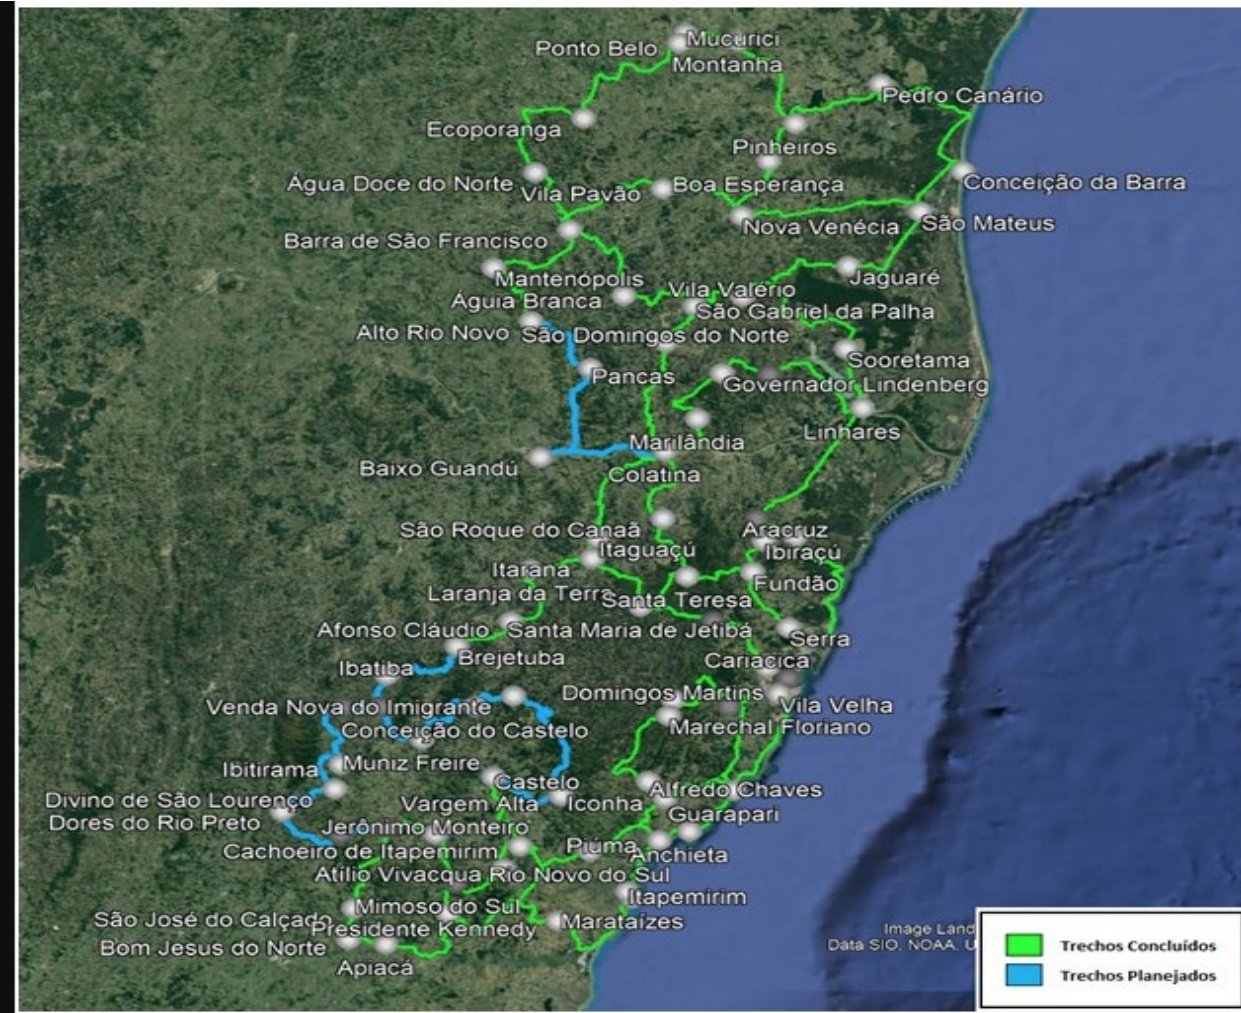 Mucurici
Ponto Belo
Montanha
Pedro Canário
Ecoporanga
Pinheiros
Água Doce do Norte
Vila Pavão
Boa Esperança
Conceição da Barra
Nova Venécia
São Mateus
Barra de São Francisco
Mantenópolis
Jaguaré
Águia Branca
Vila Valério
São Gabriel da Palha
Alto Rio Novo
São Domingos do Norte
Sooretama
Pancas
Governador Lindenberg
Linhares
Marilândia
Baixo Guandú
Colatina
São Roque do Canaã
Aracruz
Itaguaçú
Ibiraçú
Itarana
Fundão
Laranja da Terra
Santa Teresa
Afonso Cláudio
Santa Maria de Jetibá
Serra
Brejetuba
Cariacica
Ibatiba
Domingos Martins
Venda Nova do Imigrante
Vila Velha
Conceição do Castelo
Marechal Floriano
Muniz Freire
Ibitirama
Castelo
Alfredo Chaves
Divino de São Lourenço
Vargem Alta
Iconha
Guarapari
Dores do Rio Preto
Jerônimo Monteiro
Piúma
Cachoeiro de Itapemirim
Anchieta
Atílio Vivacqua
Rio Novo do Sul
Itapemirim
Mimoso do Sul
São José do Calçado
Marataízes
Presidente Kennedy
Bom Jesus do Norte
Apiacá
Image Land
Data SIO, NOAA, U
Trechos Concluídos
Trechos Planejados